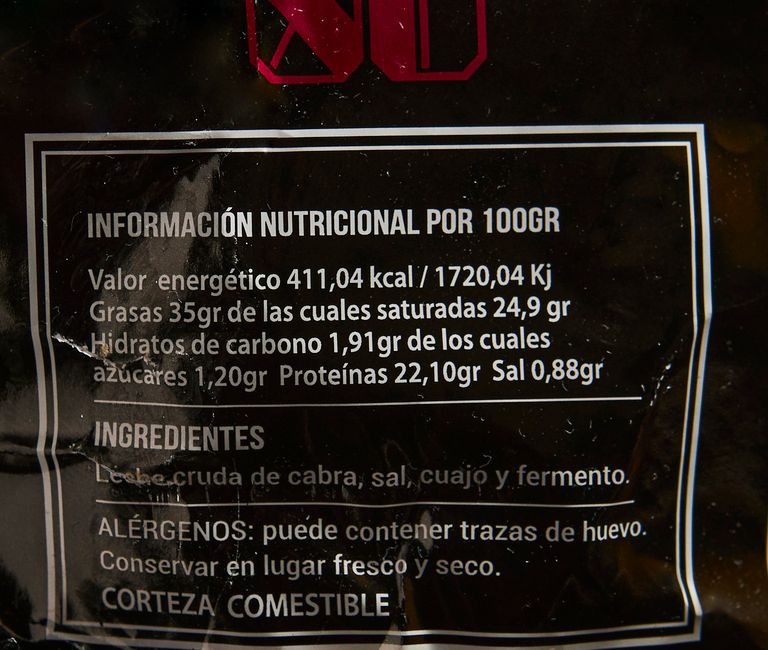 INFORMACIÓN NUTRICIONAL POR 100GR
Valor energético 411,04 kcal / 1720,04 Kj
Grasas 35gr de las cuales saturadas 24,9 gr
Hidratos de carbono 1,91gr de los cuales
azúcares 1,20gr Proteínas 22,10gr Sal 0,88gr
INGREDIENTES
Leche cruda de cabra, sal, cuajo y fermento.
ALÉRGENOS: puede contener trazas de huevo.
Conservar en lugar fresco y seco.
CORTEZA COMESTIBLE